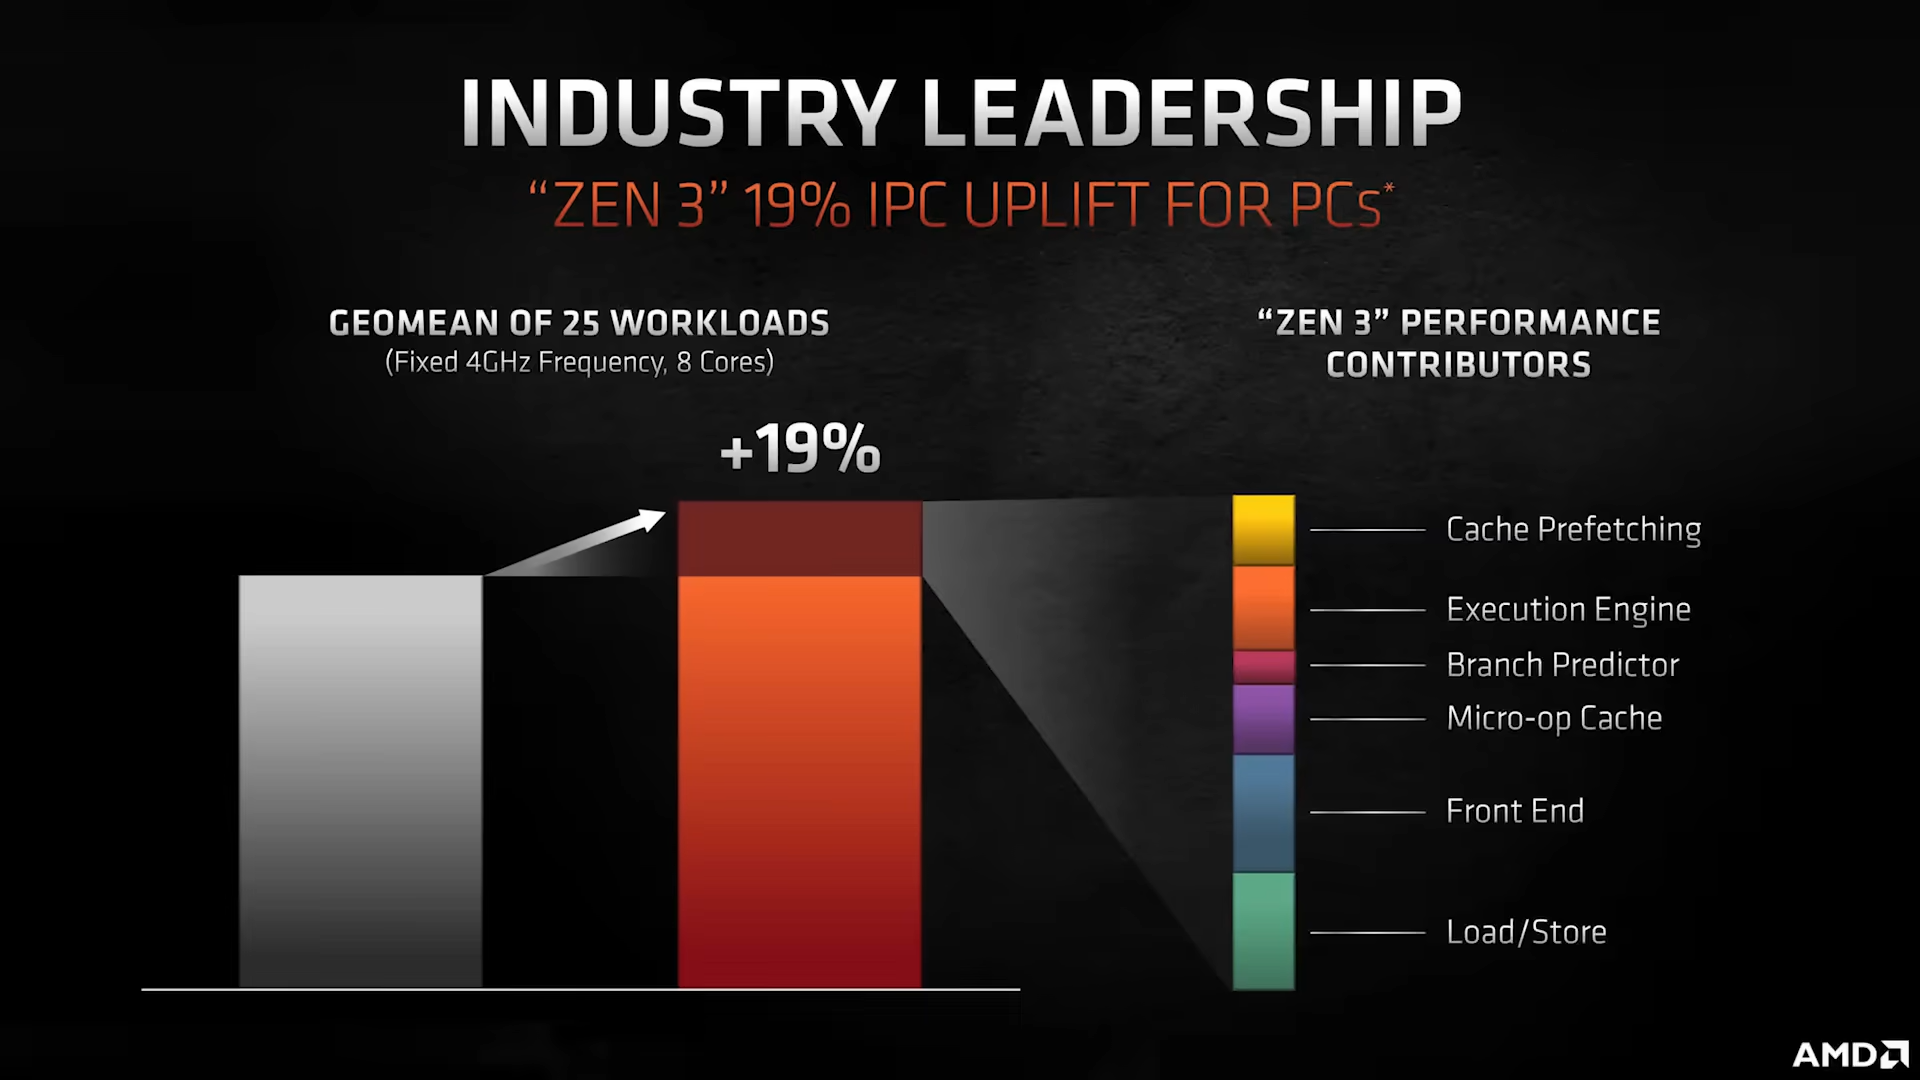 INDUSTRY LEADERSHIP
“ZEN 3” 19% IPC UPLIFT FOR PCs*
GEOMEAN OF 25 WORKLOADS
(Fixed 4GHz Frequency, 8 Cores)
+19%
“ZEN 3” PERFORMANCE
CONTRIBUTORS
Cache Prefetching
Execution Engine
Branch Predictor
Micro-op Cache
Front End
Load/Store
AMD